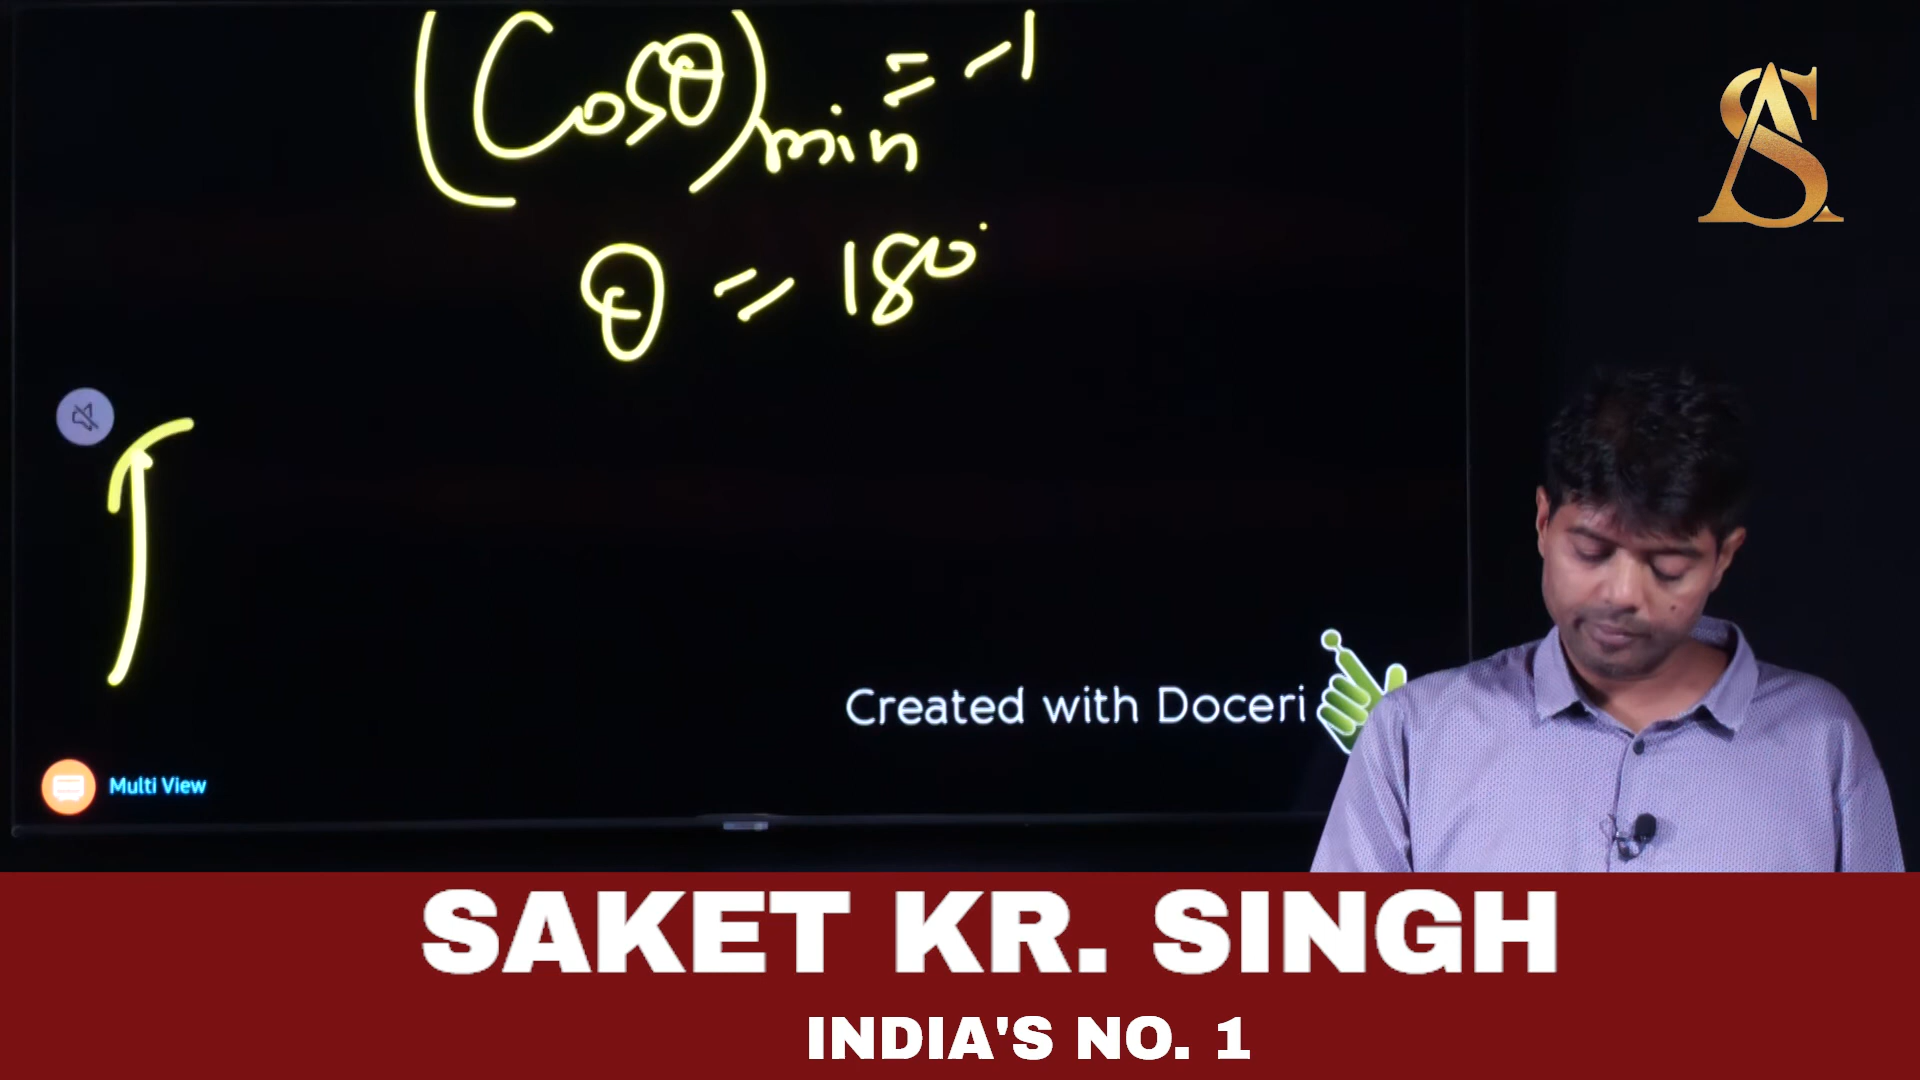 (Cosθ)min = -1
θ = 180°
Created with Doceri
Multi View
SAKET KR. SINGH
INDIA'S NO. 1